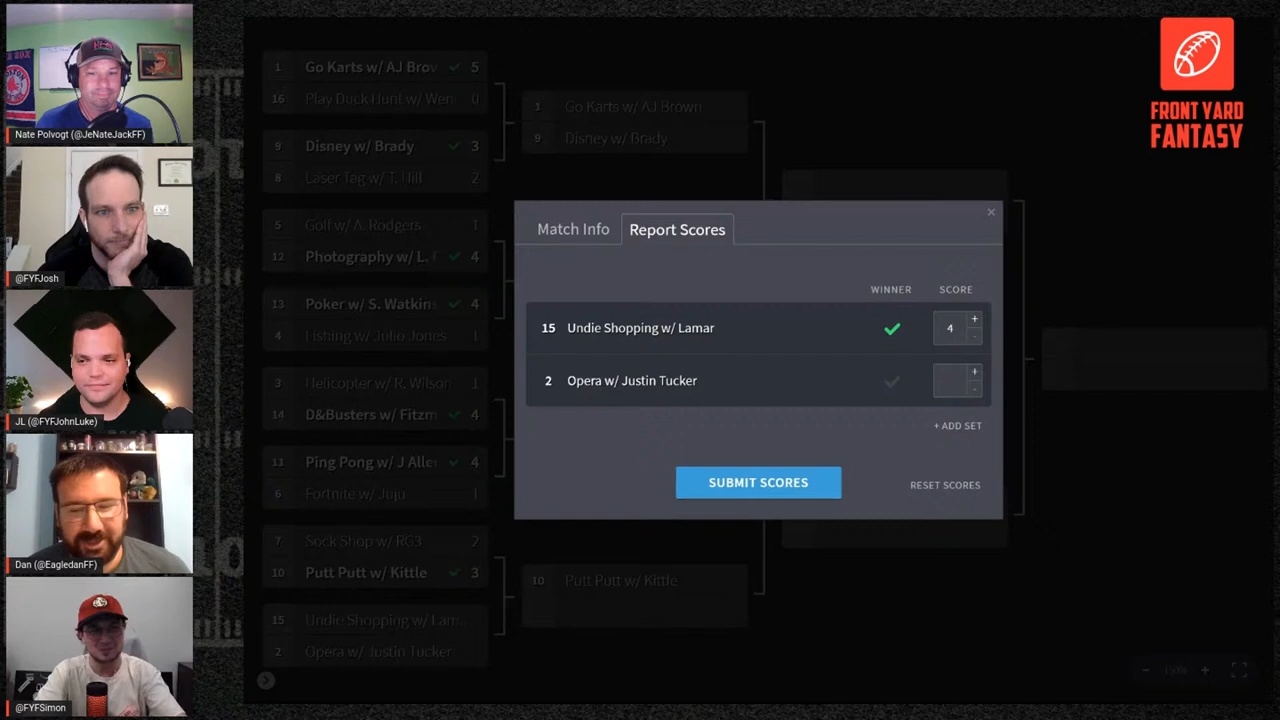 Nate Polvogt (@JeNateJackFF)
@FYFJosh
JL (@FYFJohnLuke)
Dan (@EagledanFF)
@FYFSimon
1 Go Karts w/ AJ Brov 5
16 Play Duck Hunt w/ Wen 0
9 Disney w/ Brady 3
8 Laser Tag w/ T. Hill 2
5 Golf w/ A. Rodgers 1
12 Photography w/ L. 4
13 Poker w/ S. Watkin 4
4 Fishing w/ Julio Jones 1
3 Helicopter w/ R. Wilson 1
14 D&Busters w/ Fitzm 4
11 Ping Pong w/ J Alle 4
6 Fortnite w/ Juju 1
7 Sock Shop w/ RG3 2
10 Putt Putt w/ Kittle 3
15 Undie Shopping w/ Lam...
2 Opera w/ Justin Tucker
1 Go Karts w/ AJ Brown
9 Disney w/ Brady
10 Putt Putt w/ Kittle
Match Info
Report Scores
×
WINNER SCORE
15 Undie Shopping w/ Lamar 4 + -
2 Opera w/ Justin Tucker + -
+ ADD SET
SUBMIT SCORES
RESET SCORES
FRONT YARD
FANTASY